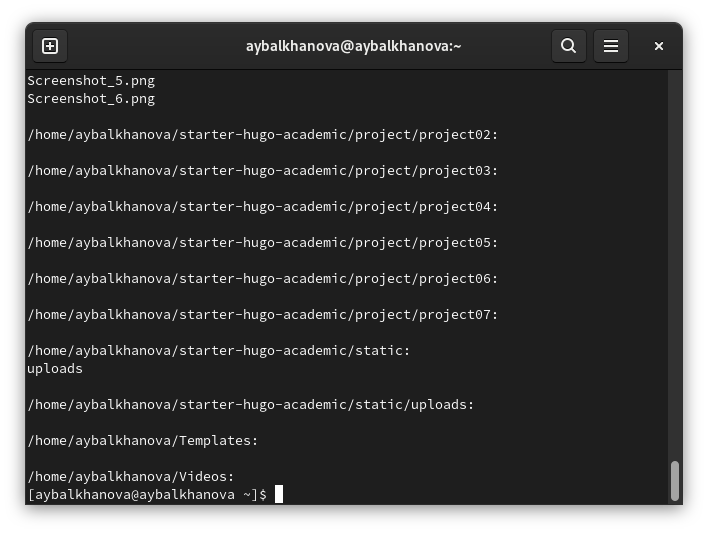 aybalkhanova@aybalkhanova:~
Screenshot_5.png
Screenshot_6.png
/home/aybalkhanova/starter-hugo-academic/project/project02:
/home/aybalkhanova/starter-hugo-academic/project/project03:
/home/aybalkhanova/starter-hugo-academic/project/project04:
/home/aybalkhanova/starter-hugo-academic/project/project05:
/home/aybalkhanova/starter-hugo-academic/project/project06:
/home/aybalkhanova/starter-hugo-academic/project/project07:
/home/aybalkhanova/starter-hugo-academic/static:
uploads
/home/aybalkhanova/starter-hugo-academic/static/uploads:
/home/aybalkhanova/Templates:
/home/aybalkhanova/Videos:
[aybalkhanova@aybalkhanova ~]$